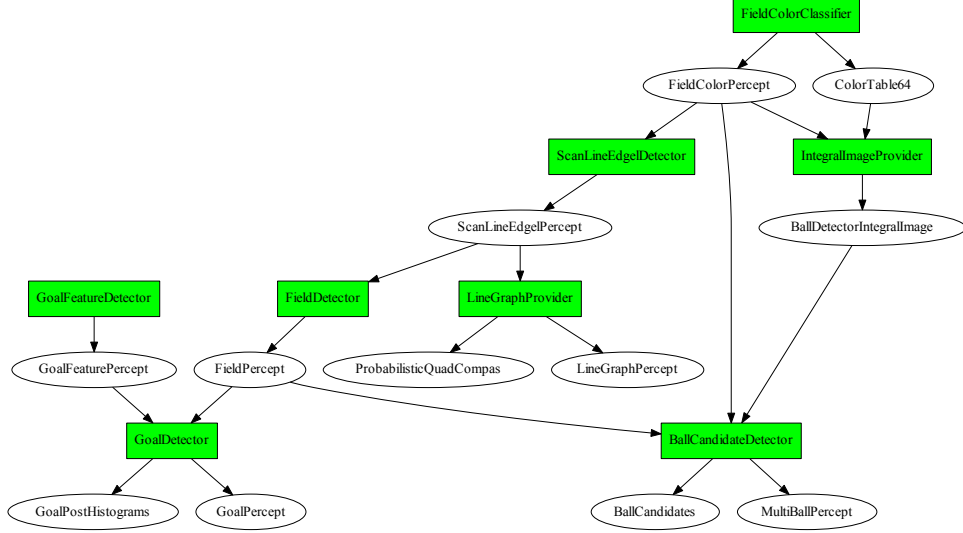 FieldColorClassifier
FieldColorPercept
ColorTable64
ScanLineEdgelDetector
IntegralImageProvider
ScanLineEdgelPercept
BallDetectorIntegralImage
GoalFeatureDetector
FieldDetector
LineGraphProvider
GoalFeaturePercept
FieldPercept
ProbabilisticQuadCompas
LineGraphPercept
GoalDetector
BallCandidateDetector
GoalPostHistograms
GoalPercept
BallCandidates
MultiBallPercept